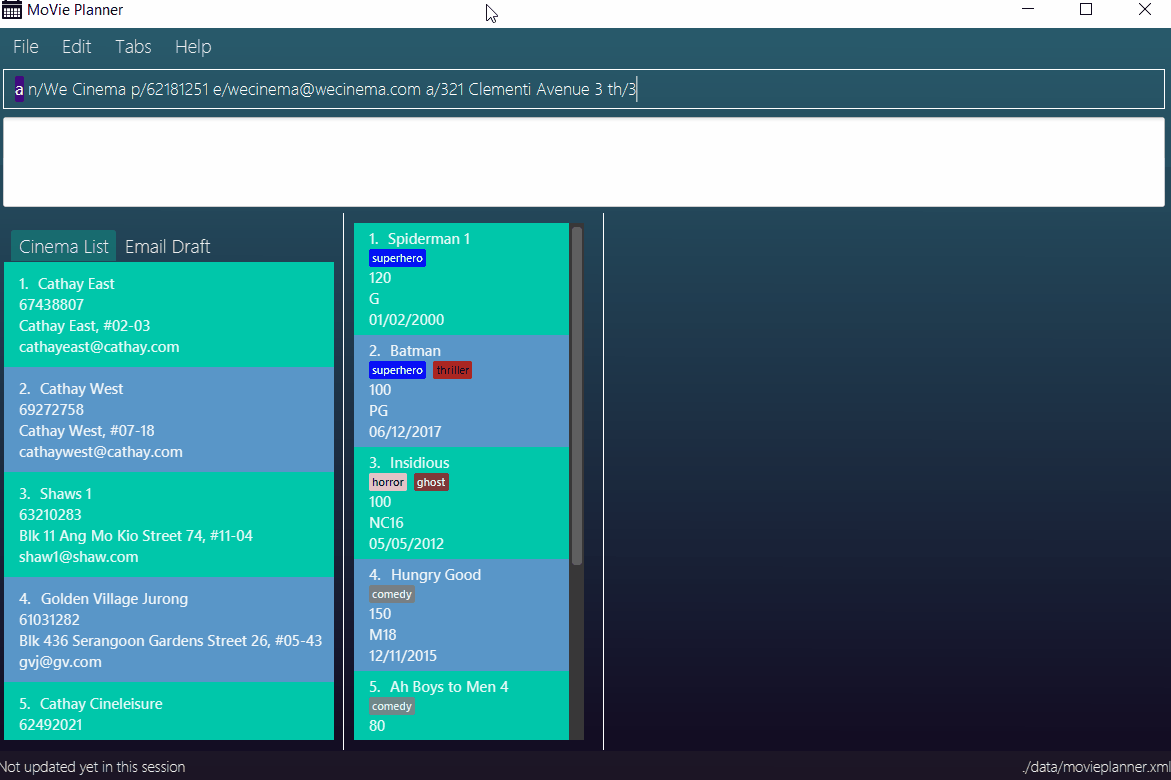 MoVie Planner
File Edit Tabs Help
a n/We Cinema p/62181251 e/wecinema@wecinema.com a/321 Clementi Avenue 3 th/3
Cinema List Email Draft
1. Cathay East
67438807
Cathay East, #02-03
cathayeast@cathay.com
2. Cathay West
69272758
Cathay West, #07-18
cathaywest@cathay.com
3. Shaws 1
63210283
Blk 11 Ang Mo Kio Street 74, #11-04
shaw1@shaw.com
4. Golden Village Jurong
61031282
Blk 436 Serangoon Gardens Street 26, #05-43
gvj@gv.com
5. Cathay Cineleisure
62492021
1. Spiderman 1
superhero
120
G
01/02/2000
2. Batman
superhero thriller
100
PG
06/12/2017
3. Insidious
horror ghost
100
NC16
05/05/2012
4. Hungry Good
comedy
150
M18
12/11/2015
5. Ah Boys to Men 4
comedy
80
Not updated yet in this session
./data/movieplanner.xml